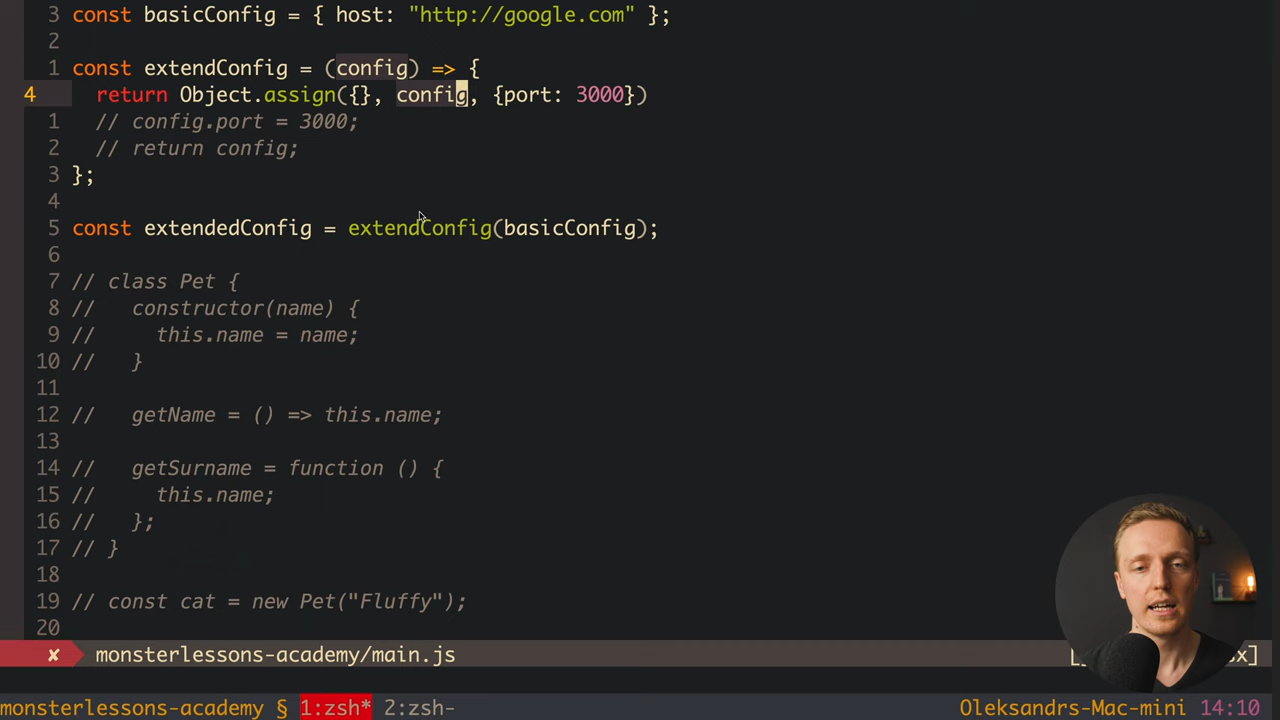 3 const basicConfig = { host: "http://google.com" };
2
1 const extendConfig = (config) => {
4 return Object.assign({}, config, {port: 3000})
1 // config.port = 3000;
2 // return config;
3 };
4
5 const extendedConfig = extendConfig(basicConfig);
6
7 // class Pet {
8 // constructor(name) {
9 // this.name = name;
10 // }
11
12 // getName = () => this.name;
13
14 // getSurname = function () {
15 // this.name;
16 // };
17 // }
18
19 // const cat = new Pet("Fluffy");
20
✘ monsterlessons-academy/main.js
monsterlessons-academy § 1:zsh* 2:zsh- Oleksandrs-Mac-mini 14:10